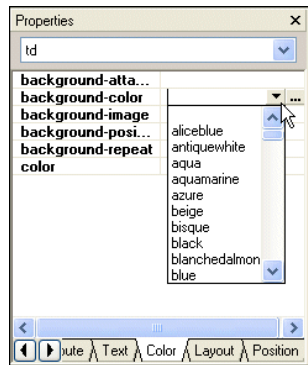 Properties
td
background-atta...
background-color
background-image
background-posi...
background-repeat
color
...
aliceblue
antiquewhite
aqua
aquamarine
azure
beige
bisque
black
blanchedalmon
blue
bute Text Color Layout Position